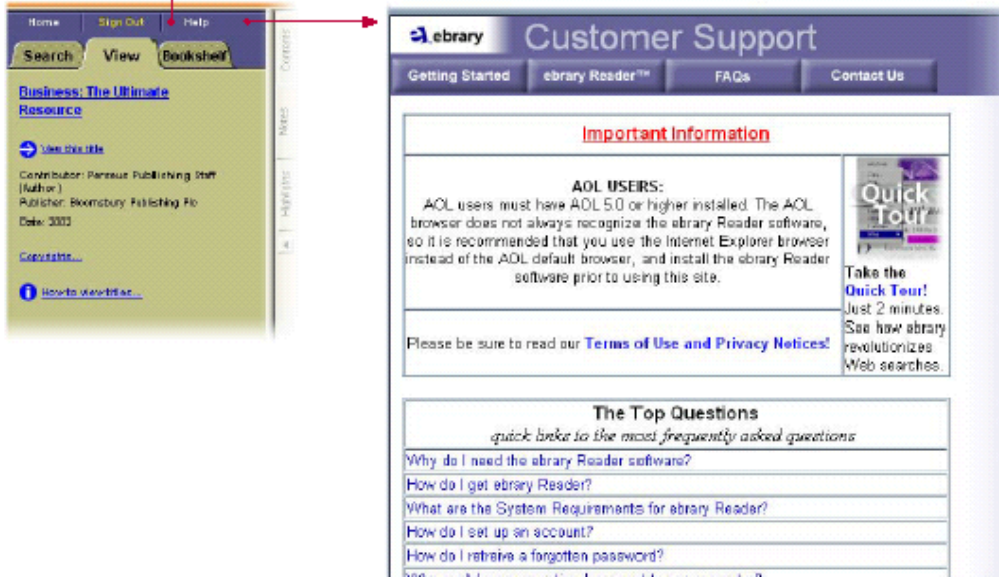 Home Sign Out Help
Search View Bookshelf
Business: The Ultimate
Resource
View this title
Contributor: Perseus Publishing Staff
(Author)
Publisher: Bloomsbury Publishing Plc
Date: 2002
Copyrights...
How to view titles...
Contents
Notes
Highlights
ebrary Customer Support
Getting Started ebrary Reader™ FAQs Contact Us
Important Information
AOL USERS:
AOL users must have AOL 5.0 or higher installed. The AOL
browser does not always recognize the ebrary Reader software,
so it is recommended that you use the Internet Explorer browser
instead of the AOL default browser, and install the ebrary Reader
software prior to using this site.
Please be sure to read our Terms of Use and Privacy Notices!
Quick
Tour
Take the
Quick Tour!
Just 2 minutes.
See how ebrary
revolutionizes
Web searches.
The Top Questions
quick links to the most frequently asked questions
Why do I need the ebrary Reader software?
How do I get ebrary Reader?
What are the System Requirements for ebrary Reader?
How do I set up an account?
How do I retreive a forgotten password?